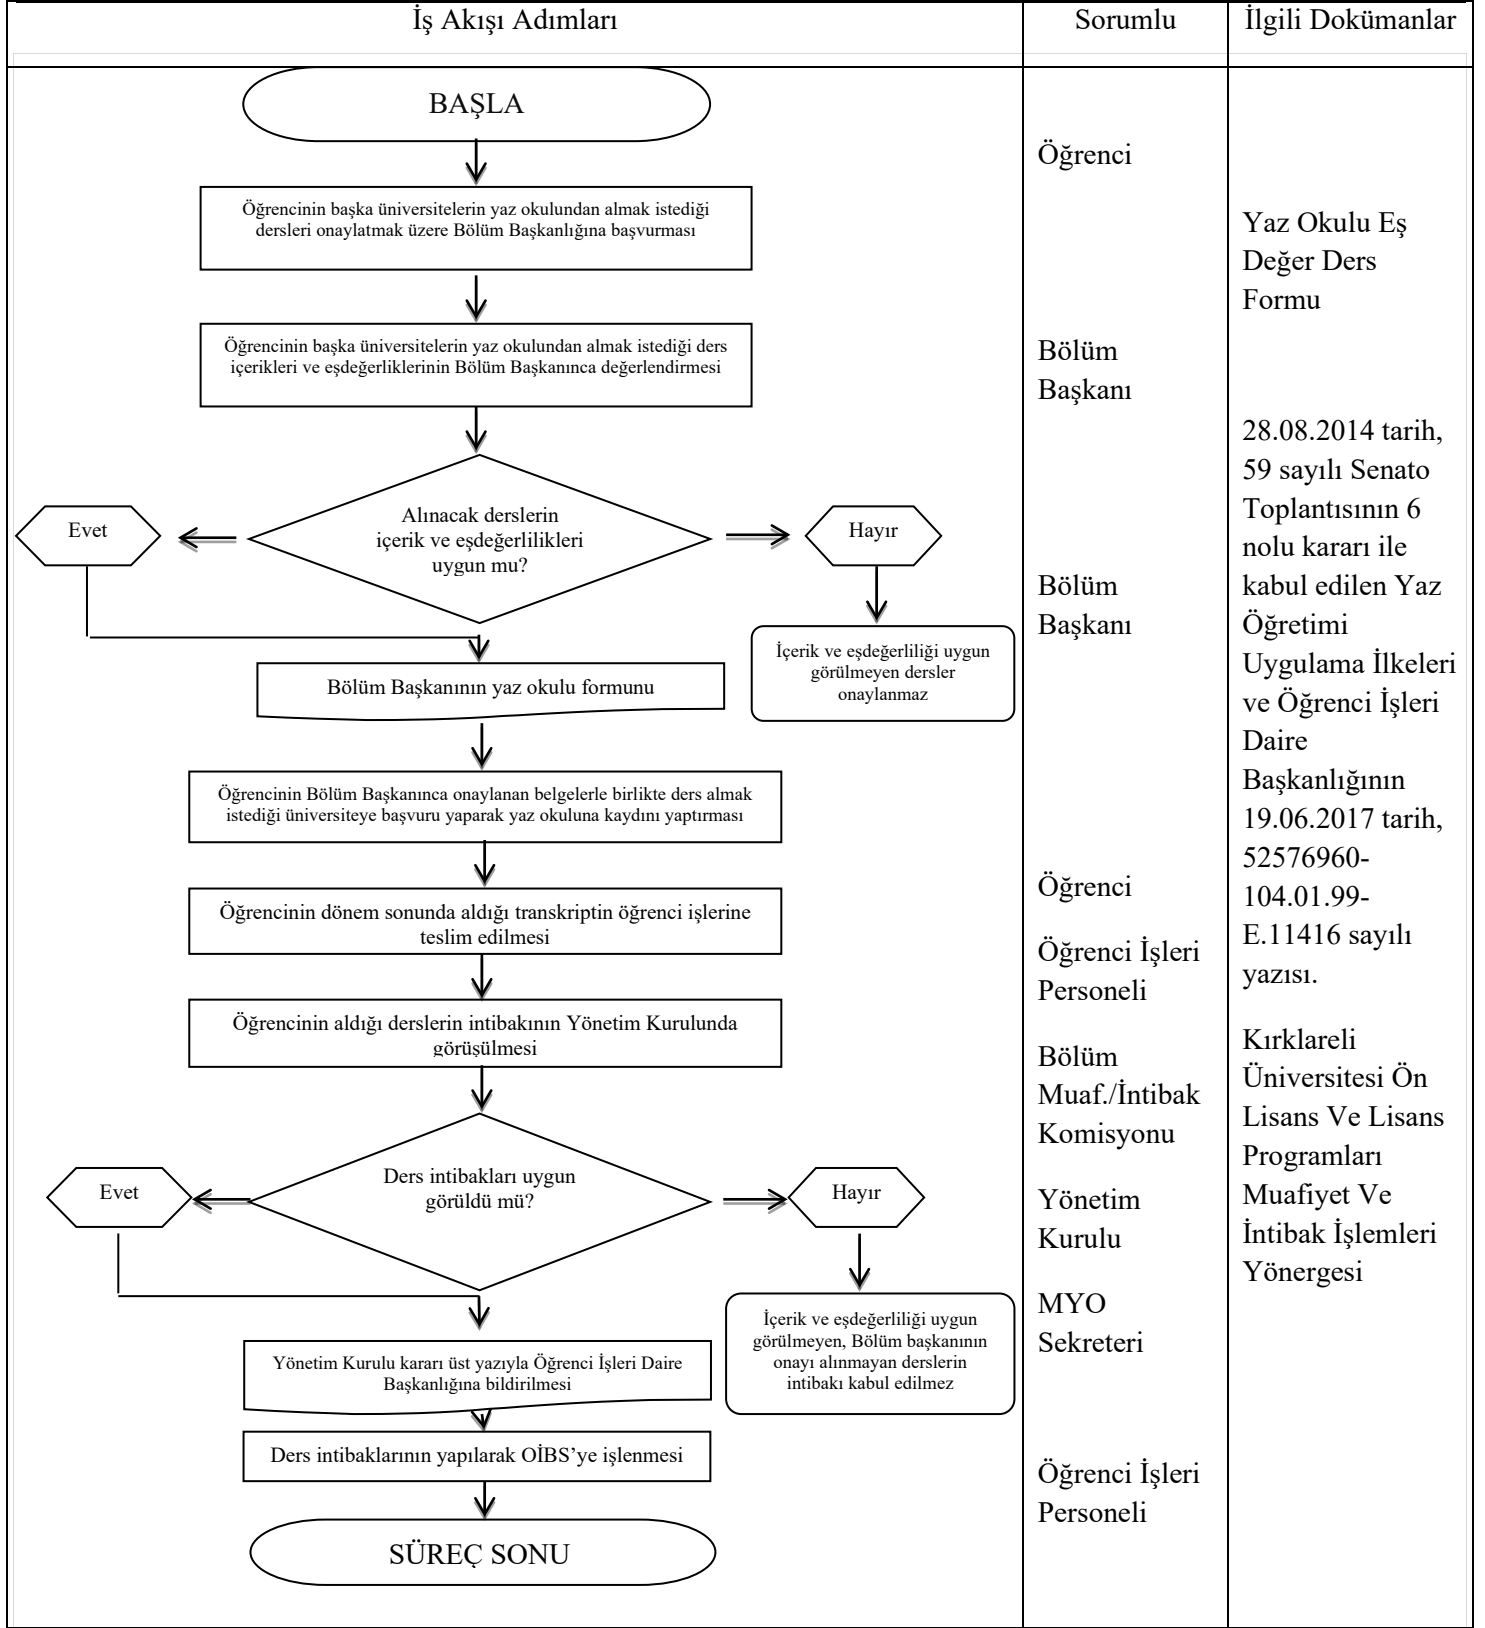 İş Akışı Adımları
Sorumlu
İlgili Dokümanlar
BAŞLA
Öğrencinin başka üniversitelerin yaz okulundan almak istediği
dersleri onaylatmak üzere Bölüm Başkanlığına başvurması
Öğrencinin başka üniversitelerin yaz okulundan almak istediği ders
içerikleri ve eşdeğerliklerinin Bölüm Başkanınca değerlendirmesi
Alınacak derslerin
içerik ve eşdeğerlilikleri
uygun mu?
Evet
Hayır
İçerik ve eşdeğerliliği uygun
görülmeyen dersler
onaylanmaz
Bölüm Başkanının yaz okulu formunu
Öğrencinin Bölüm Başkanınca onaylanan belgelerle birlikte ders almak
istediği üniversiteye başvuru yaparak yaz okuluna kaydını yaptırması
Öğrencinin dönem sonunda aldığı transkriptin öğrenci işlerine
teslim edilmesi
Öğrencinin aldığı derslerin intibakının Yönetim Kurulunda
görüşülmesi
Ders intibakları uygun
görüldü mü?
Evet
Hayır
İçerik ve eşdeğerliliği uygun
görülmeyen, Bölüm başkanının
onayı alınmayan derslerin
intibakı kabul edilmez
Yönetim Kurulu kararı üst yazıyla Öğrenci İşleri Daire
Başkanlığına bildirilmesi
Ders intibaklarının yapılarak OİBS’ye işlenmesi
SÜREÇ SONU
Öğrenci
Bölüm
Başkanı
Bölüm
Başkanı
Öğrenci
Öğrenci İşleri
Personeli
Bölüm
Muaf./İntibak
Komisyonu
Yönetim
Kurulu
MYO
Sekreteri
Öğrenci İşleri
Personeli
Yaz Okulu Eş
Değer Ders
Formu
28.08.2014 tarih,
59 sayılı Senato
Toplantısının 6
nolu kararı ile
kabul edilen Yaz
Öğretimi
Uygulama İlkeleri
ve Öğrenci İşleri
Daire
Başkanlığının
19.06.2017 tarih,
52576960-
104.01.99-
E.11416 sayılı
yazısı.
Kırklareli
Üniversitesi Ön
Lisans Ve Lisans
Programları
Muafiyet Ve
İntibak İşlemleri
Yönergesi